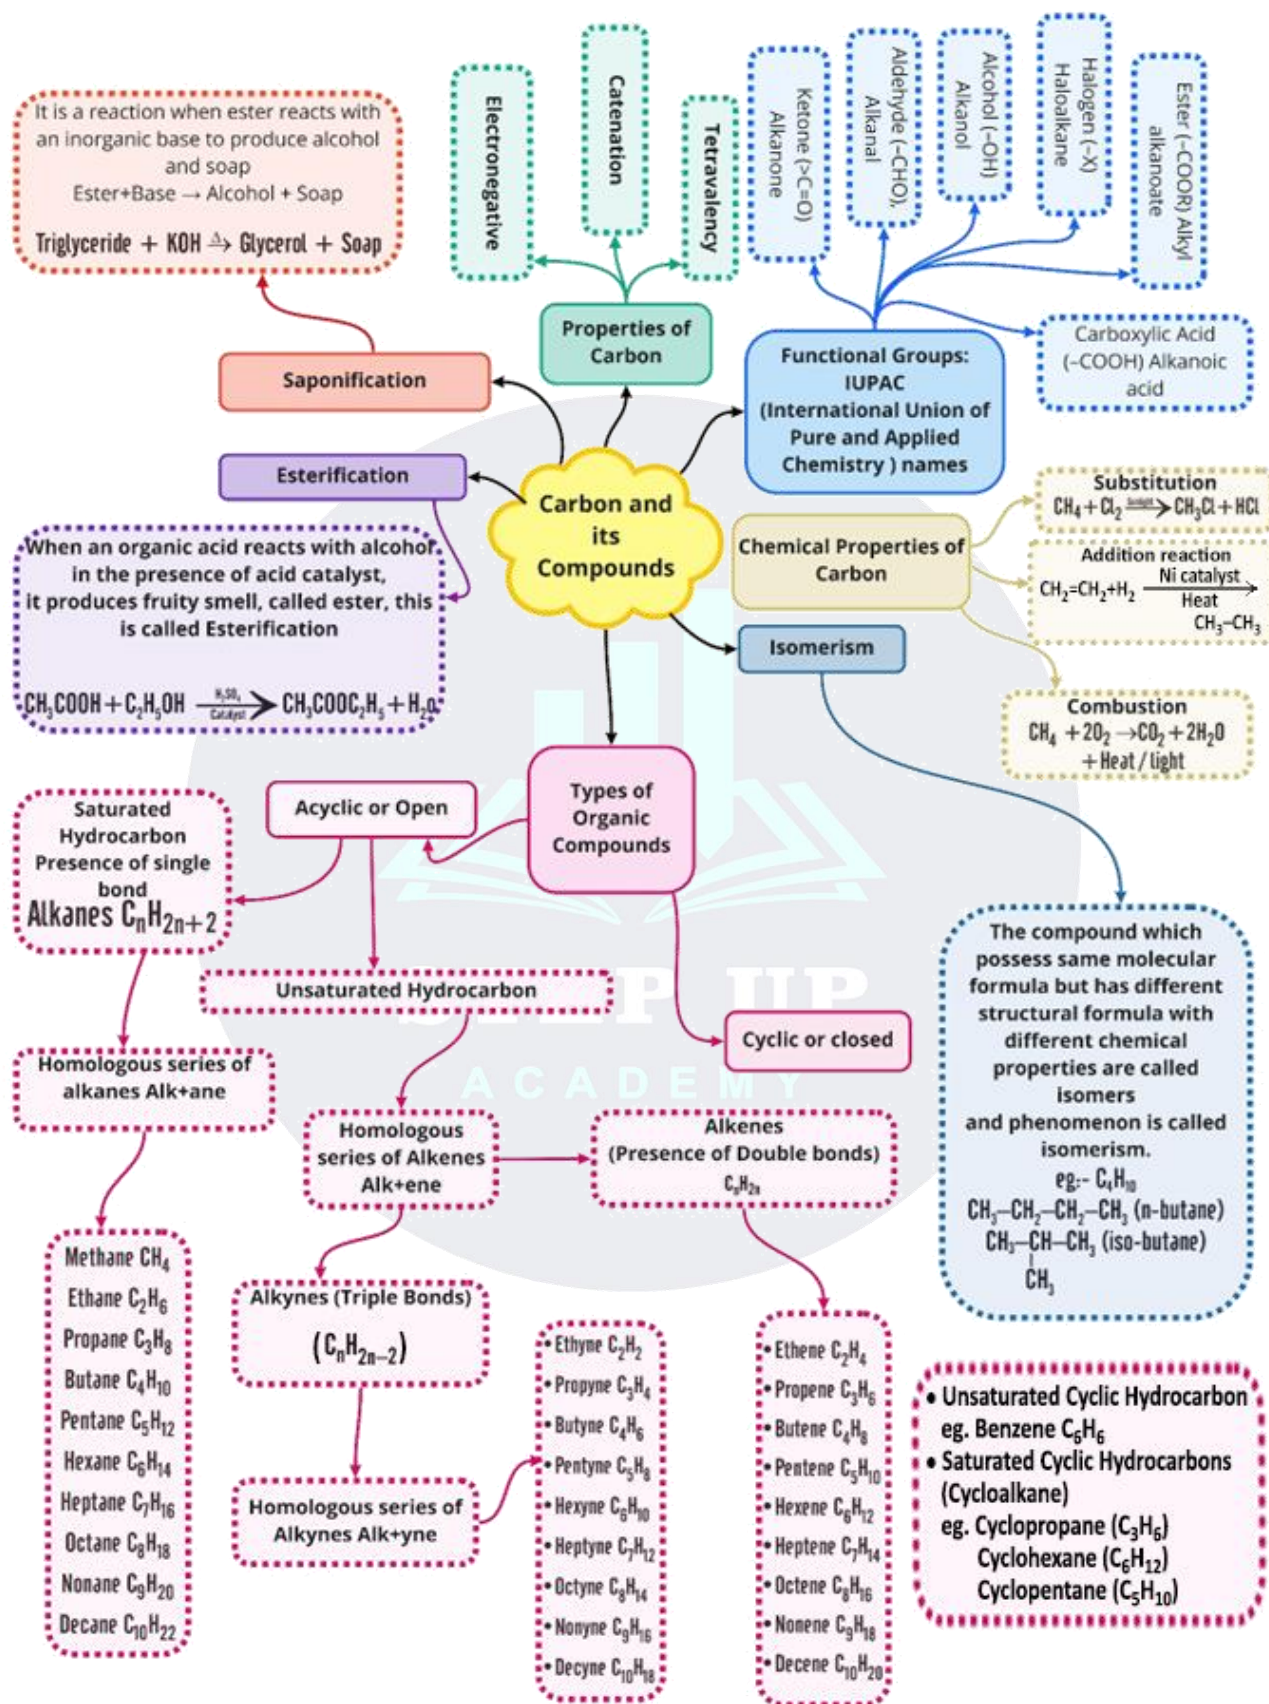 Electronegative
Catenation
Tetravalency
Ketone (>C=O)
Alkanone
Aldehyde (–CHO),
Alkanal
Alcohol (–OH)
Alkanol
Halogen (–X)
Haloalkane
Ester (–COOR) Alkyl
alkanoate
It is a reaction when ester reacts with
an inorganic base to produce alcohol
and soap
Ester+Base → Alcohol + Soap
Triglyceride + KOH →Δ Glycerol + Soap
Properties of
Carbon
Functional Groups:
IUPAC
(International Union of
Pure and Applied
Chemistry ) names
Carboxylic Acid
(–COOH) Alkanoic
acid
Saponification
Esterification
Carbon and
its
Compounds
When an organic acid reacts with alcohol
in the presence of acid catalyst,
it produces fruity smell, called ester, this
is called Esterification
CH₃COOH + C₂H₅OH H₂SO₄ Catalyst → CH₃COOC₂H₅ + H₂O
Chemical Properties of
Carbon
Substitution
CH₄ + Cl₂ Sunlight → CH₃Cl + HCl
Addition reaction
CH₂=CH₂+H₂ Ni catalyst →
Heat
CH₃–CH₃
Combustion
CH₄ + 2O₂ →CO₂ + 2H₂O
+ Heat / light
Isomerism
The compound which
possess same molecular
formula but has different
structural formula with
different chemical
properties are called
isomers
and phenomenon is called
isomerism.
eg:- C₄H₁₀
CH₃–CH₂–CH₂–CH₃ (n-butane)
CH₃–CH–CH₃ (iso-butane)
CH₃
Types of
Organic
Compounds
Acyclic or Open
Saturated
Hydrocarbon
Presence of single
bond
Alkanes CₙH₂ₙ₊₂
Unsaturated Hydrocarbon
STEP UP
ACADEMY
Cyclic or closed
Homologous series of
alkanes Alk+ane
Homologous
series of Alkenes
Alk+ene
Alkenes
(Presence of Double bonds)
CₙH₂ₙ
Methane CH₄
Ethane C₂H₆
Propane C₃H₈
Butane C₄H₁₀
Pentane C₅H₁₂
Hexane C₆H₁₄
Heptane C₇H₁₆
Octane C₈H₁₈
Nonane C₉H₂₀
Decane C₁₀H₂₂
Alkynes (Triple Bonds)
(CₙH₂ₙ₋₂)
Homologous series of
Alkynes Alk+yne
• Ethyne C₂H₂
• Propyne C₃H₄
• Butyne C₄H₆
• Pentyne C₅H₈
• Hexyne C₆H₁₀
• Heptyne C₇H₁₂
• Octyne C₈H₁₄
• Nonyne C₉H₁₆
• Decyne C₁₀H₁₈
• Ethene C₂H₄
• Propene C₃H₆
• Butene C₄H₈
• Pentene C₅H₁₀
• Hexene C₆H₁₂
• Heptene C₇H₁₄
• Octene C₈H₁₆
• Nonene C₉H₁₈
• Decene C₁₀H₂₀
• Unsaturated Cyclic Hydrocarbon
eg. Benzene C₆H₆
• Saturated Cyclic Hydrocarbons
(Cycloalkane)
eg. Cyclopropane (C₃H₆)
Cyclohexane (C₆H₁₂)
Cyclopentane (C₅H₁₀)